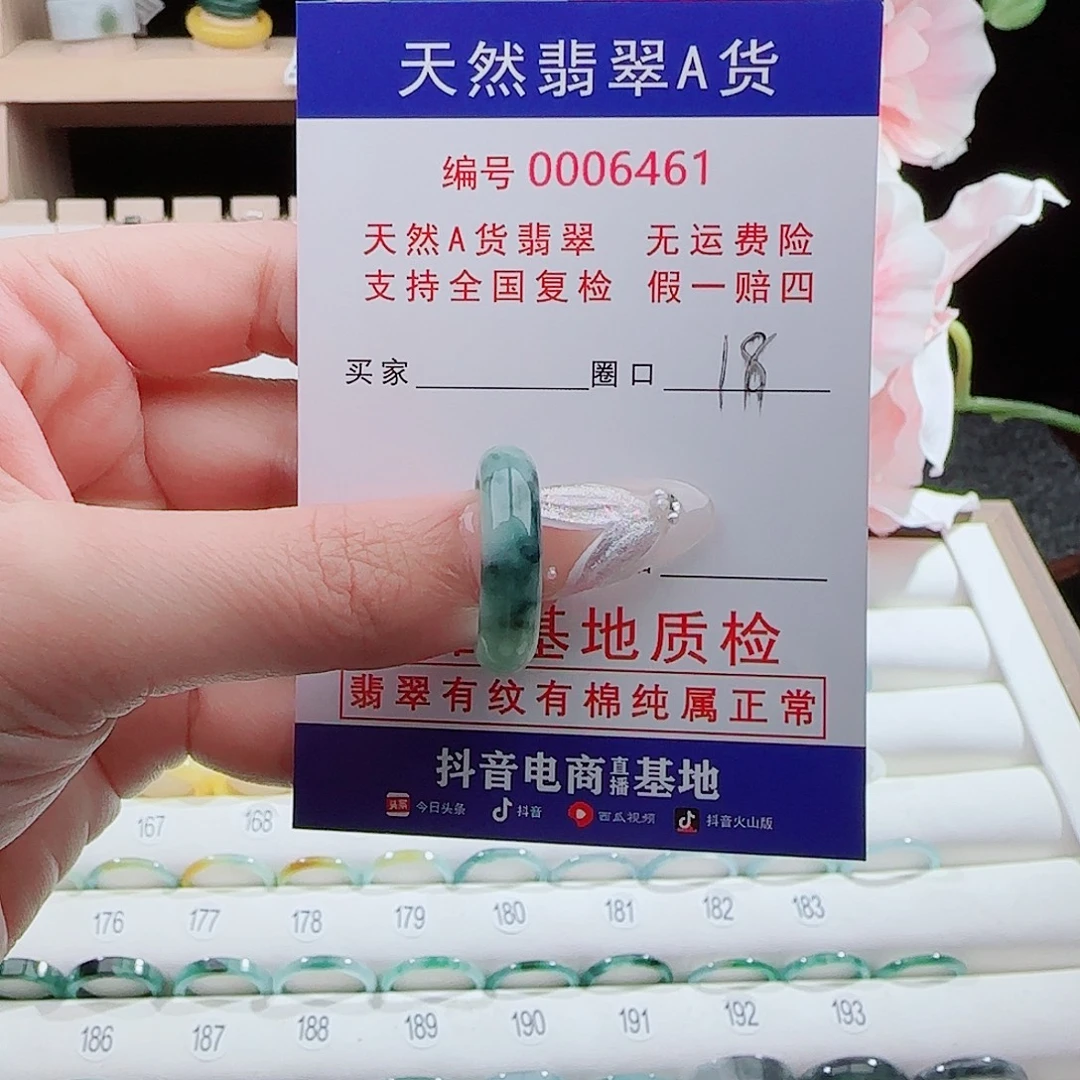 天然翡翠A货
编号 0006461
天然A货翡翠 无运费险
支持全国复检 假一赔四
买家 圈口 18
基地质检
翡翠有纹有棉纯属正常
抖音电商直播基地
头条 今日头条 抖音 西瓜视频 抖音火山版
167 168
176 177 178 179 180 181 182 183
186 187 188 189 190 191 192 193